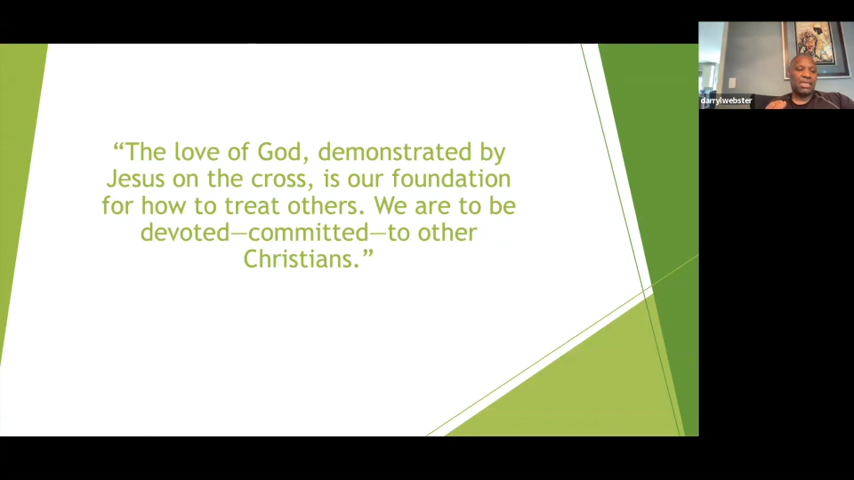 “The love of God, demonstrated by
Jesus on the cross, is our foundation
for how to treat others. We are to be
devoted—committed—to other
Christians.”
darrylwebster